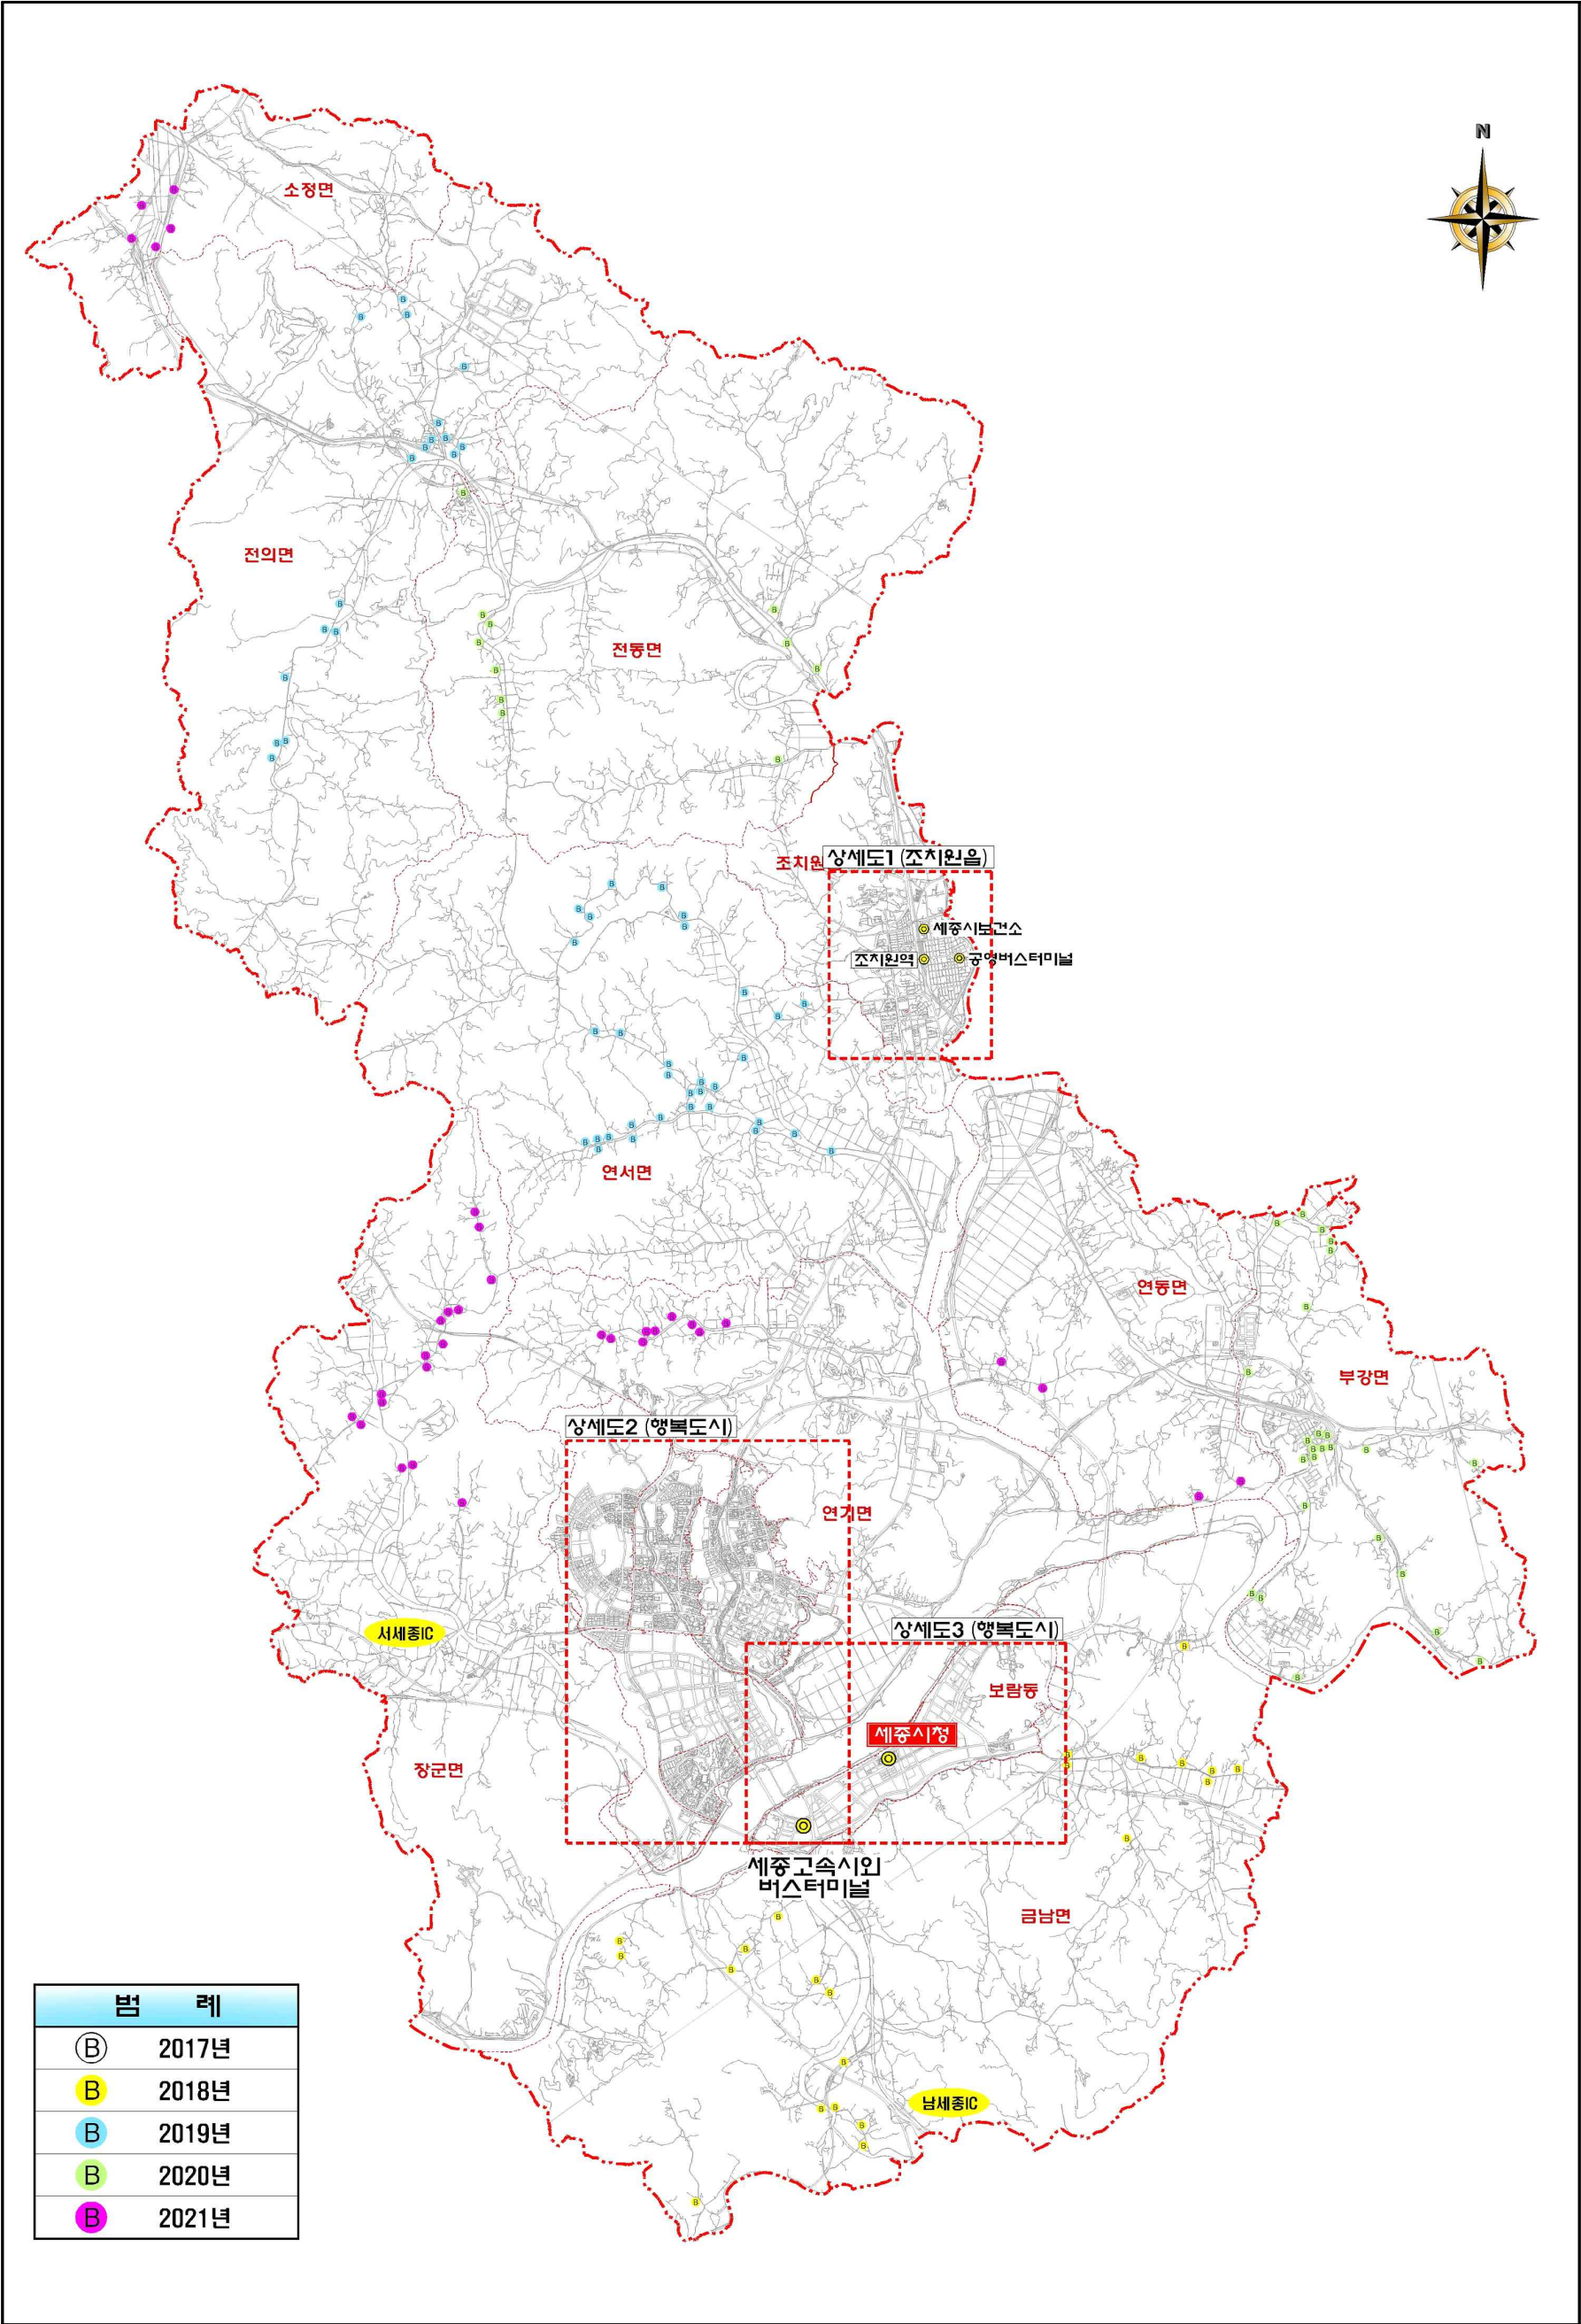 N
소정면
전의면
전동면
조치원
상세도1 (조치원읍)
세종시보건소
조치원역
공영버스터미널
연서면
연동면
부강면
상세도2 (행복도시)
연기면
서세종IC
상세도3 (행복도시)
보람동
세종시청
장군면
세종고속시외
버스터미널
금남면
남세종IC
범 례
B 2017년
B 2018년
B 2019년
B 2020년
B 2021년